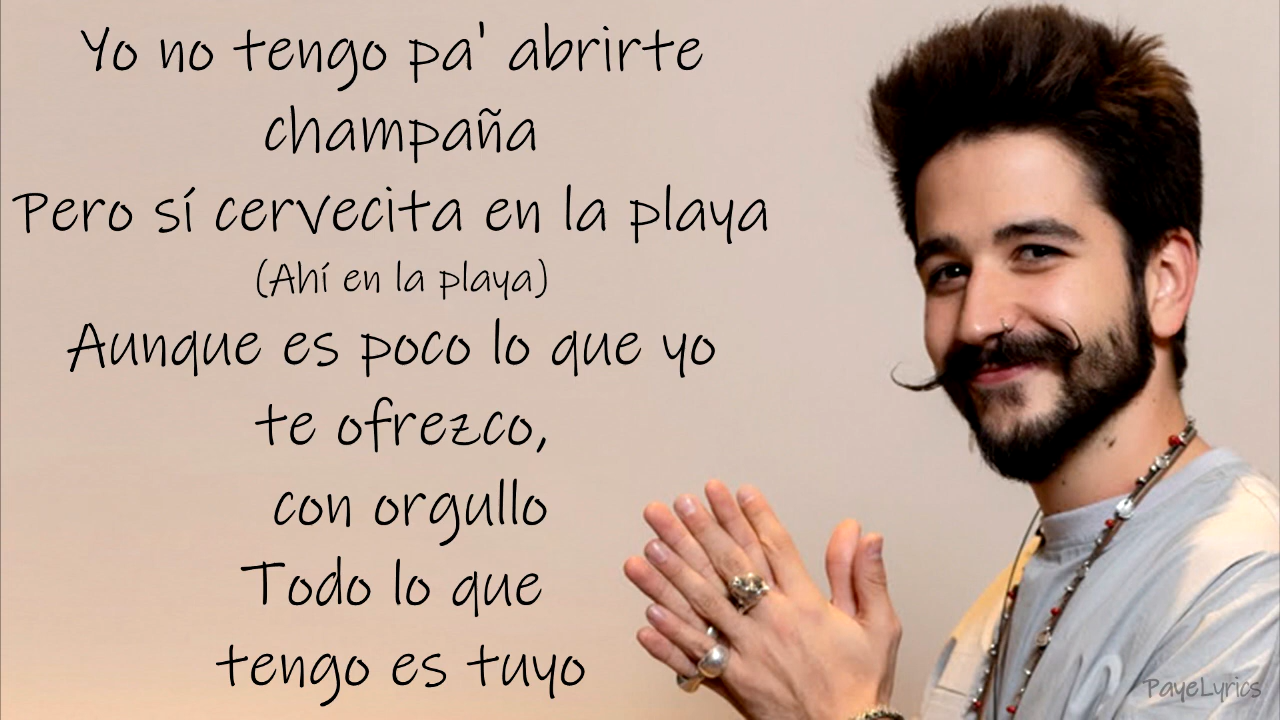 Yo no tengo pa' abrirte
champaña
Pero sí cervecita en la playa
(Ahí en la playa)
Aunque es poco lo que yo
te ofrezco,
con orgullo
Todo lo que
tengo es tuyo
PayeLyrics